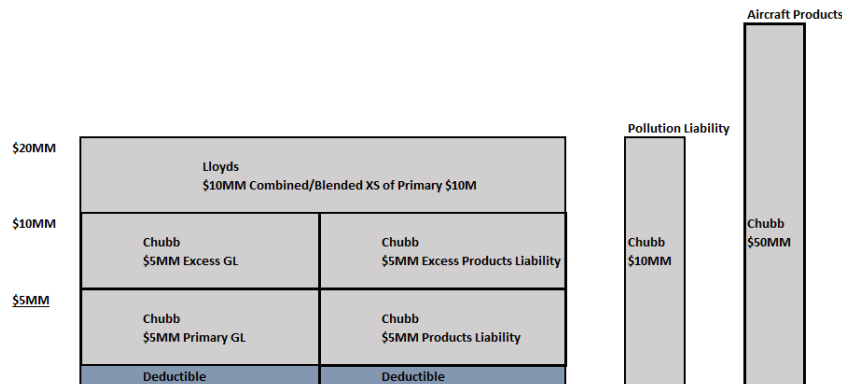 Aircraft Products
Pollution Liability
$20MM
Lloyds
$10MM Combined/Blended XS of Primary $10M
$10MM
Chubb
$5MM Excess GL
Chubb
$5MM Excess Products Liability
Chubb
$10MM
Chubb
$50MM
$5MM
Chubb
$5MM Primary GL
Chubb
$5MM Products Liability
Deductible
Deductible